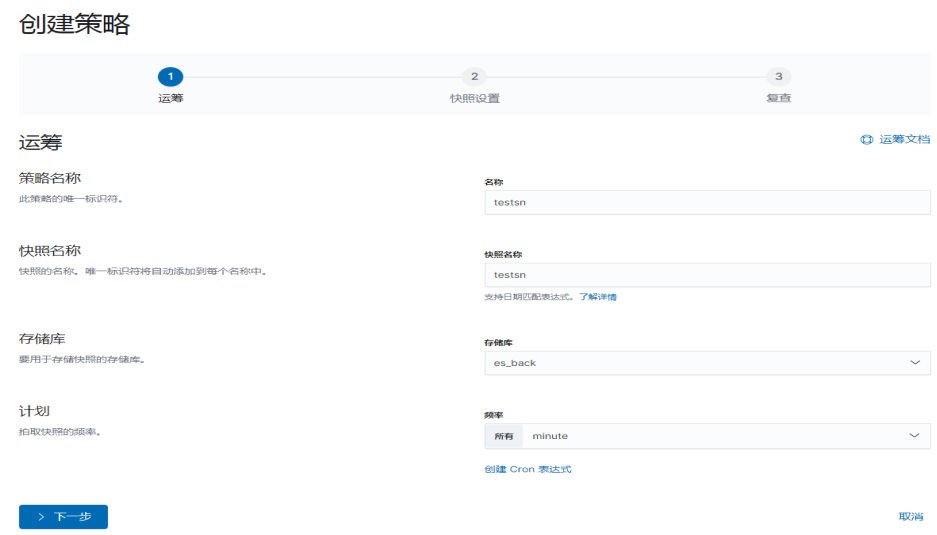 创建策略
1
2
3
运筹
快照设置
复查
运筹
运筹文档
策略名称
此策略的唯一标识符。
名称
testsn
快照名称
快照的名称。唯一标识符将自动添加到每个名称中。
快照名称
testsn
支持日期匹配表达式。了解详情
存储库
要用于存储快照的存储库。
存储库
es_back
计划
拍取快照的频率。
频率
所有 minute
创建 Cron 表达式
下一步
取消